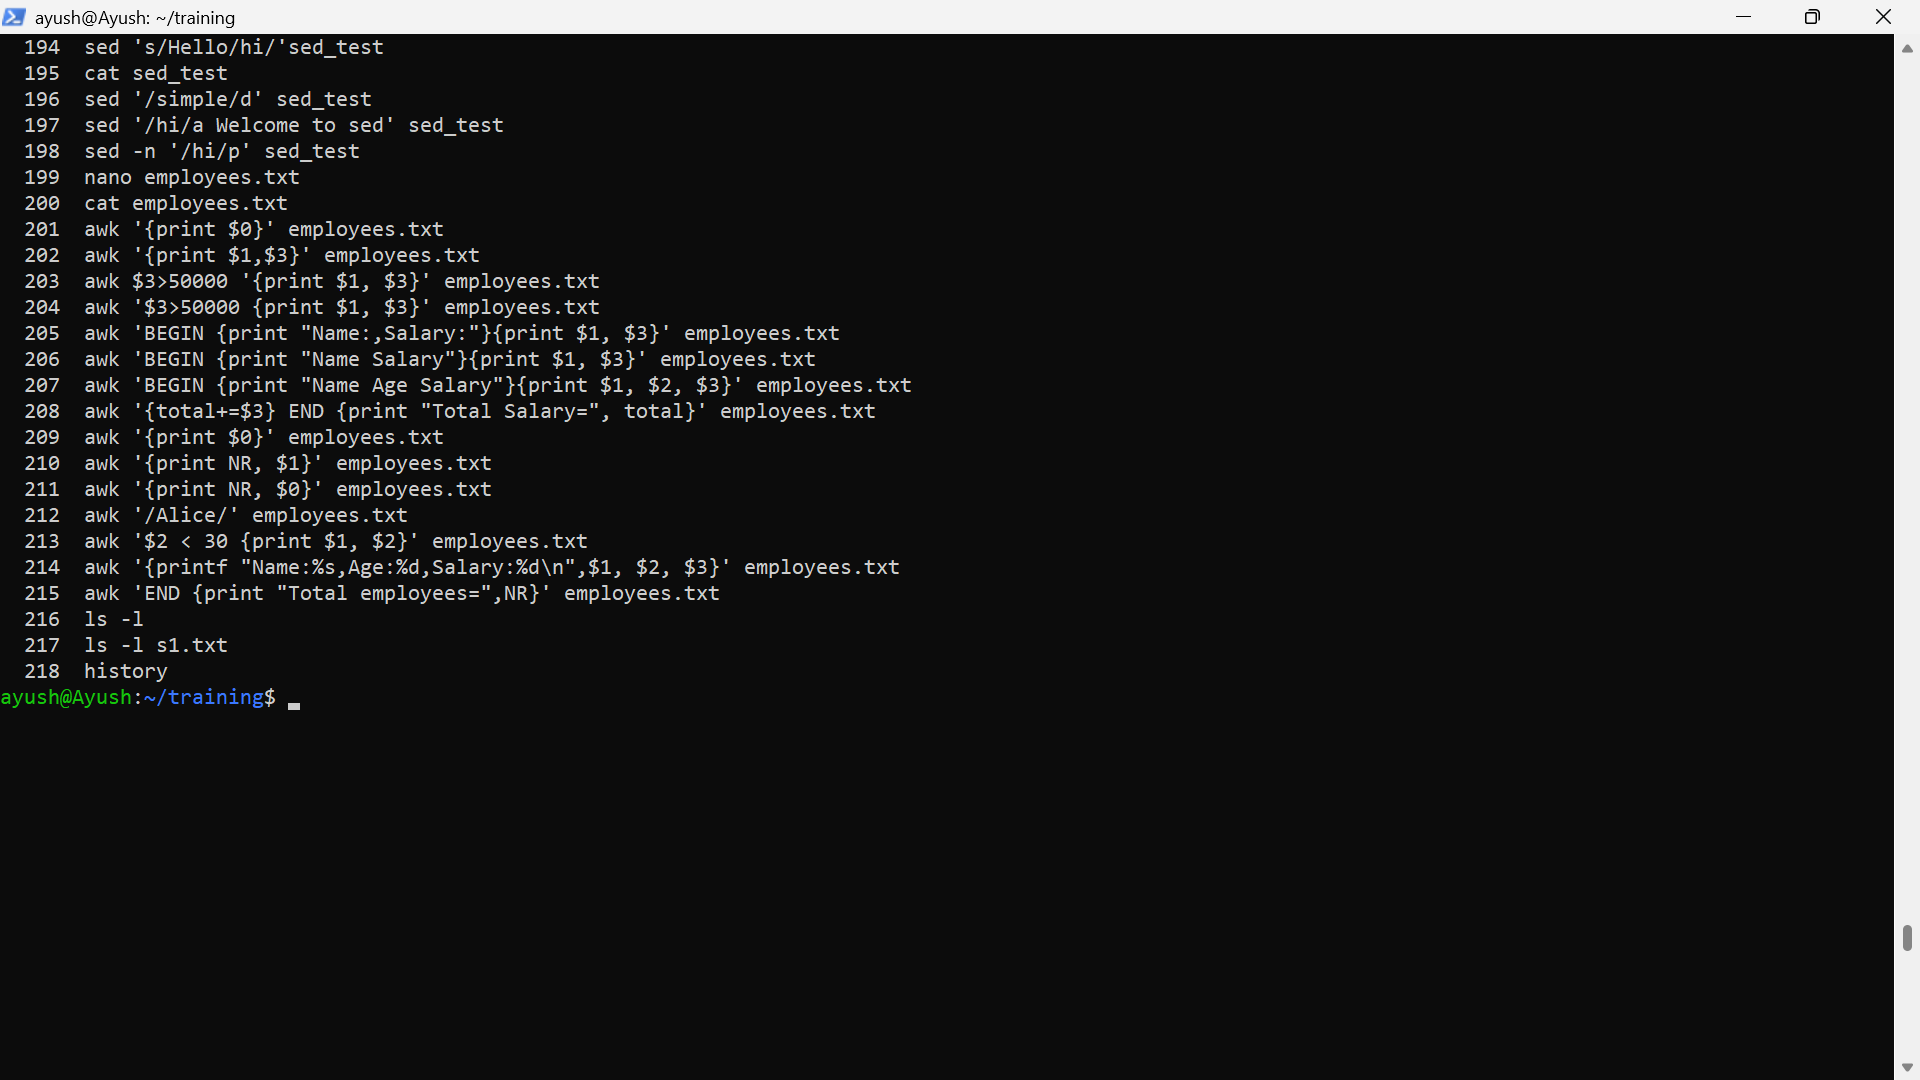 ayush@Ayush: ~/training
194 sed 's/Hello/hi/'sed_test
195 cat sed_test
196 sed '/simple/d' sed_test
197 sed '/hi/a Welcome to sed' sed_test
198 sed -n '/hi/p' sed_test
199 nano employees.txt
200 cat employees.txt
201 awk '{print $0}' employees.txt
202 awk '{print $1,$3}' employees.txt
203 awk $3>50000 '{print $1, $3}' employees.txt
204 awk '$3>50000 {print $1, $3}' employees.txt
205 awk 'BEGIN {print "Name:,Salary:"}{print $1, $3}' employees.txt
206 awk 'BEGIN {print "Name Salary"}{print $1, $3}' employees.txt
207 awk 'BEGIN {print "Name Age Salary"}{print $1, $2, $3}' employees.txt
208 awk '{total+=$3} END {print "Total Salary=", total}' employees.txt
209 awk '{print $0}' employees.txt
210 awk '{print NR, $1}' employees.txt
211 awk '{print NR, $0}' employees.txt
212 awk '/Alice/' employees.txt
213 awk '$2 < 30 {print $1, $2}' employees.txt
214 awk '{printf "Name:%s,Age:%d,Salary:%d\n",$1, $2, $3}' employees.txt
215 awk 'END {print "Total employees=",NR}' employees.txt
216 ls -l
217 ls -l s1.txt
218 history
ayush@Ayush:~/training$